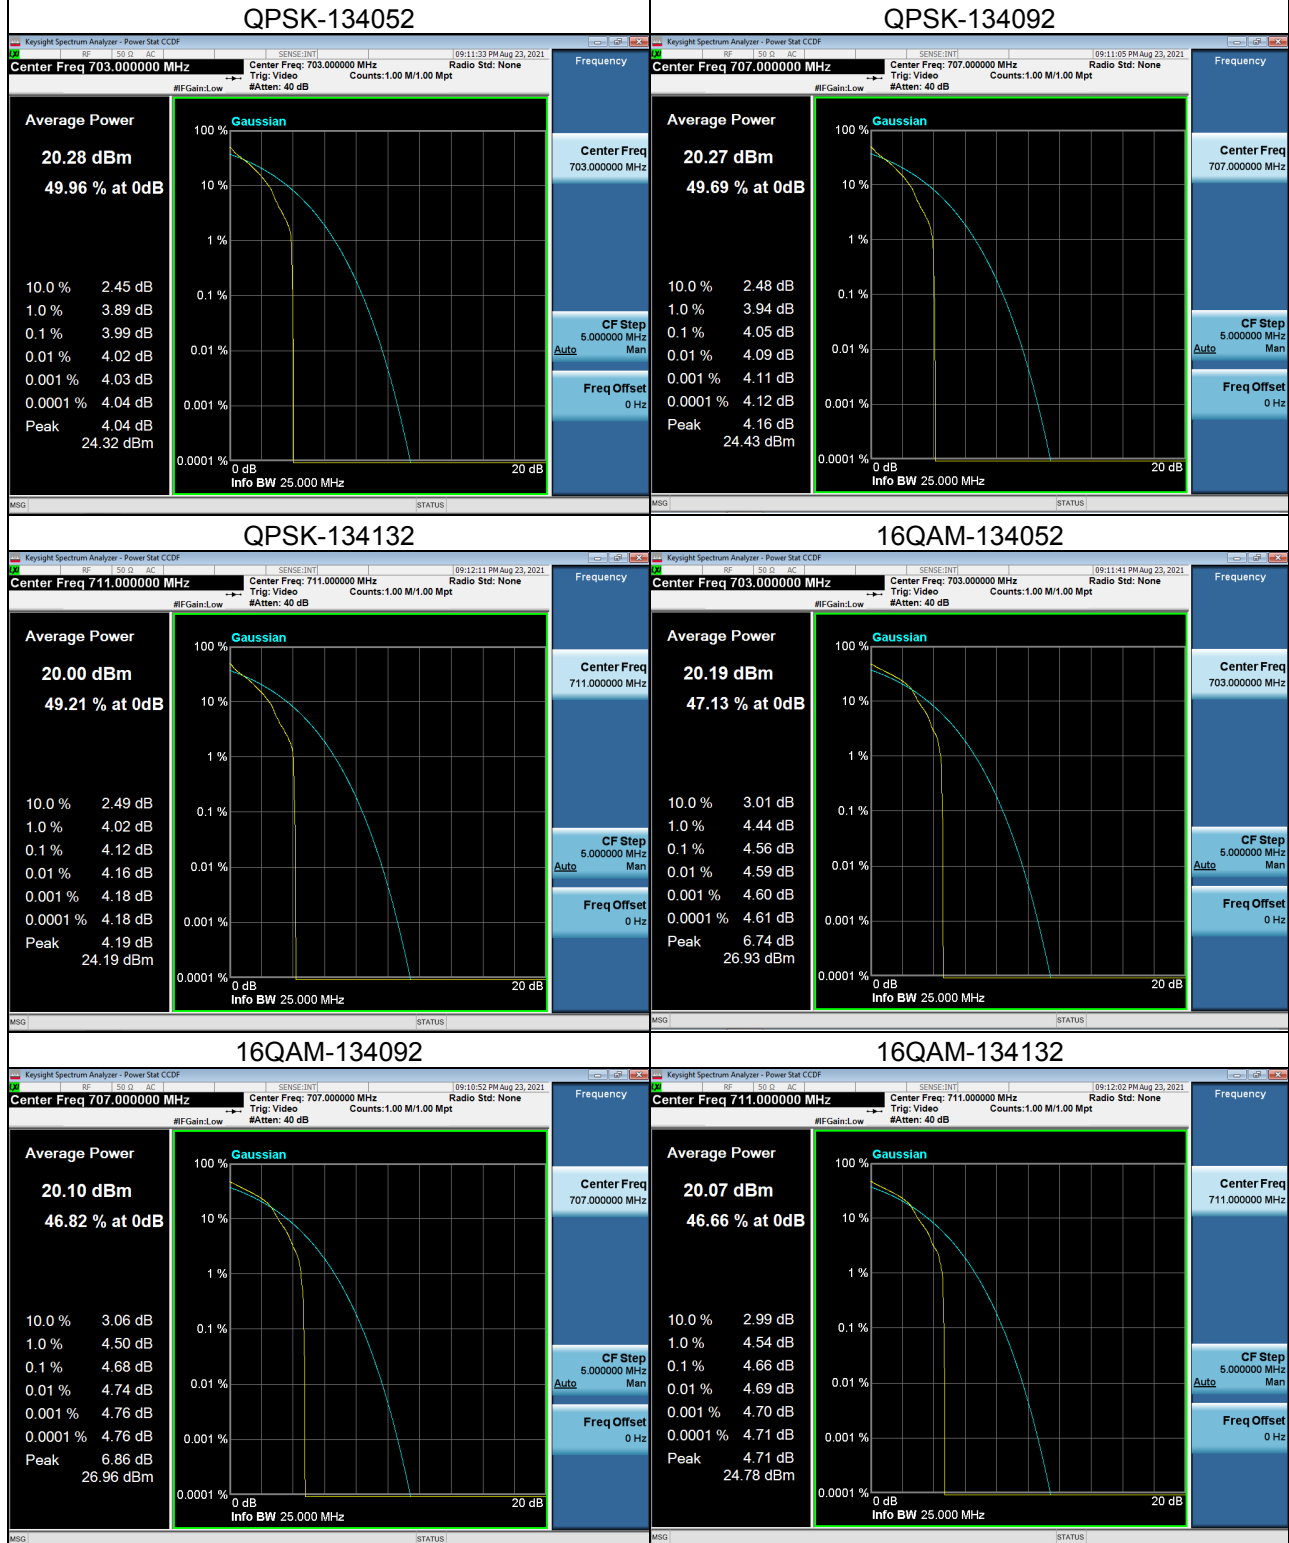 QPSK-134052
Keysight Spectrum Analyzer - Power Stat CCDF
LXI RF 50 Ω AC SENSE:INT 09:11:33 PM Aug 23, 2021
Center Freq 703.000000 MHz
Center Freq: 703.000000 MHz Radio Std: None
Trig: Video Counts:1.00 M/1.00 Mpt
#IFGain:Low #Atten: 40 dB
Frequency
Average Power
20.28 dBm
49.96 % at 0dB
10.0 % 2.45 dB
1.0 % 3.89 dB
0.1 % 3.99 dB
0.01 % 4.02 dB
0.001 % 4.03 dB
0.0001 % 4.04 dB
Peak 4.04 dB
24.32 dBm
Gaussian
100 %
10 %
1 %
0.1 %
0.01 %
0.001 %
0.0001 %
0 dB 20 dB
Info BW 25.000 MHz
Center Freq
703.000000 MHz
CF Step
5.000000 MHz
Auto Man
Freq Offset
0 Hz
MSG STATUS
QPSK-134092
Keysight Spectrum Analyzer - Power Stat CCDF
LXI RF 50 Ω AC SENSE:INT 09:11:05 PM Aug 23, 2021
Center Freq 707.000000 MHz
Center Freq: 707.000000 MHz Radio Std: None
Trig: Video Counts:1.00 M/1.00 Mpt
#IFGain:Low #Atten: 40 dB
Frequency
Average Power
20.27 dBm
49.69 % at 0dB
10.0 % 2.48 dB
1.0 % 3.94 dB
0.1 % 4.05 dB
0.01 % 4.09 dB
0.001 % 4.11 dB
0.0001 % 4.12 dB
Peak 4.16 dB
24.43 dBm
Gaussian
100 %
10 %
1 %
0.1 %
0.01 %
0.001 %
0.0001 %
0 dB 20 dB
Info BW 25.000 MHz
Center Freq
707.000000 MHz
CF Step
5.000000 MHz
Auto Man
Freq Offset
0 Hz
MSG STATUS
QPSK-134132
Keysight Spectrum Analyzer - Power Stat CCDF
LXI RF 50 Ω AC SENSE:INT 09:12:11 PM Aug 23, 2021
Center Freq 711.000000 MHz
Center Freq: 711.000000 MHz Radio Std: None
Trig: Video Counts:1.00 M/1.00 Mpt
#IFGain:Low #Atten: 40 dB
Frequency
Average Power
20.00 dBm
49.21 % at 0dB
10.0 % 2.49 dB
1.0 % 4.02 dB
0.1 % 4.12 dB
0.01 % 4.16 dB
0.001 % 4.18 dB
0.0001 % 4.18 dB
Peak 4.19 dB
24.19 dBm
Gaussian
100 %
10 %
1 %
0.1 %
0.01 %
0.001 %
0.0001 %
0 dB 20 dB
Info BW 25.000 MHz
Center Freq
711.000000 MHz
CF Step
5.000000 MHz
Auto Man
Freq Offset
0 Hz
MSG STATUS
16QAM-134052
Keysight Spectrum Analyzer - Power Stat CCDF
LXI RF 50 Ω AC SENSE:INT 09:11:41 PM Aug 23, 2021
Center Freq 703.000000 MHz
Center Freq: 703.000000 MHz Radio Std: None
Trig: Video Counts:1.00 M/1.00 Mpt
#IFGain:Low #Atten: 40 dB
Frequency
Average Power
20.19 dBm
47.13 % at 0dB
10.0 % 3.01 dB
1.0 % 4.44 dB
0.1 % 4.56 dB
0.01 % 4.59 dB
0.001 % 4.60 dB
0.0001 % 4.61 dB
Peak 6.74 dB
26.93 dBm
Gaussian
100 %
10 %
1 %
0.1 %
0.01 %
0.001 %
0.0001 %
0 dB 20 dB
Info BW 25.000 MHz
Center Freq
703.000000 MHz
CF Step
5.000000 MHz
Auto Man
Freq Offset
0 Hz
MSG STATUS
16QAM-134092
Keysight Spectrum Analyzer - Power Stat CCDF
LXI RF 50 Ω AC SENSE:INT 09:10:52 PM Aug 23, 2021
Center Freq 707.000000 MHz
Center Freq: 707.000000 MHz Radio Std: None
Trig: Video Counts:1.00 M/1.00 Mpt
#IFGain:Low #Atten: 40 dB
Frequency
Average Power
20.10 dBm
46.82 % at 0dB
10.0 % 3.06 dB
1.0 % 4.50 dB
0.1 % 4.68 dB
0.01 % 4.74 dB
0.001 % 4.76 dB
0.0001 % 4.76 dB
Peak 6.86 dB
26.96 dBm
Gaussian
100 %
10 %
1 %
0.1 %
0.01 %
0.001 %
0.0001 %
0 dB 20 dB
Info BW 25.000 MHz
Center Freq
707.000000 MHz
CF Step
5.000000 MHz
Auto Man
Freq Offset
0 Hz
MSG STATUS
16QAM-134132
Keysight Spectrum Analyzer - Power Stat CCDF
LXI RF 50 Ω AC SENSE:INT 09:12:02 PM Aug 23, 2021
Center Freq 711.000000 MHz
Center Freq: 711.000000 MHz Radio Std: None
Trig: Video Counts:1.00 M/1.00 Mpt
#IFGain:Low #Atten: 40 dB
Frequency
Average Power
20.07 dBm
46.66 % at 0dB
10.0 % 2.99 dB
1.0 % 4.54 dB
0.1 % 4.66 dB
0.01 % 4.69 dB
0.001 % 4.70 dB
0.0001 % 4.71 dB
Peak 4.71 dB
24.78 dBm
Gaussian
100 %
10 %
1 %
0.1 %
0.01 %
0.001 %
0.0001 %
0 dB 20 dB
Info BW 25.000 MHz
Center Freq
711.000000 MHz
CF Step
5.000000 MHz
Auto Man
Freq Offset
0 Hz
MSG STATUS